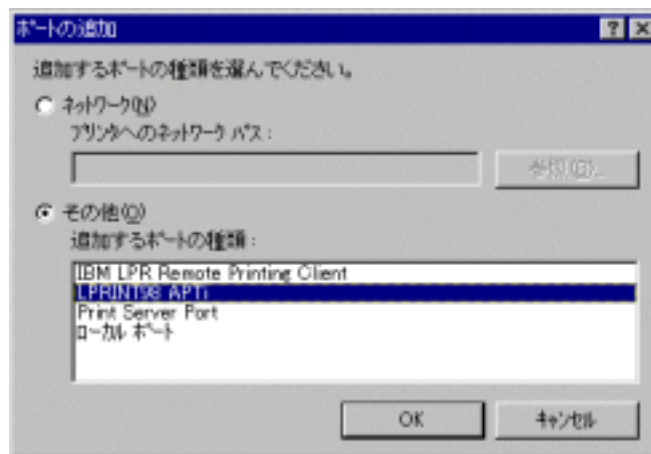 ポートの追加
追加するポートの種類を選んでください。
ネットワーク(N)
プリンタへのネットワーク パス：
参照(B)...
その他(O)
追加するポートの種類：
IBM LPR Remote Printing Client
LPRINT98 APTi
Print Server Port
ローカル ポート
OK
キャンセル